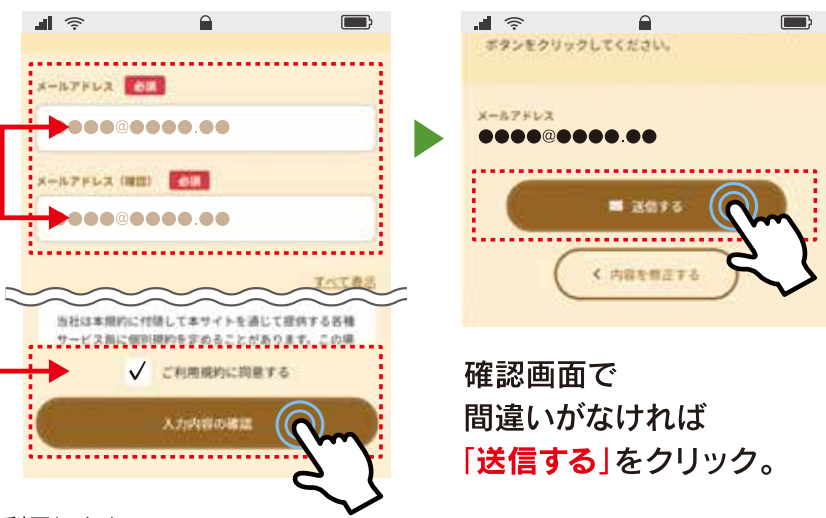 メールアドレス 必須
●●●●@●●●●.●●
メールアドレス（確認） 必須
●●●●@●●●●.●●
すべて表示
当社は本規約に付随して本サイトを通じて提供する各種
サービス毎に個別規約を定めることがあります。この場
ご利用規約に同意する
入力内容の確認
ボタンをクリックしてください。
メールアドレス
●●●●@●●●●.●●
送信する
内容を修正する
確認画面で
間違いがなければ
「送信する」をクリック。